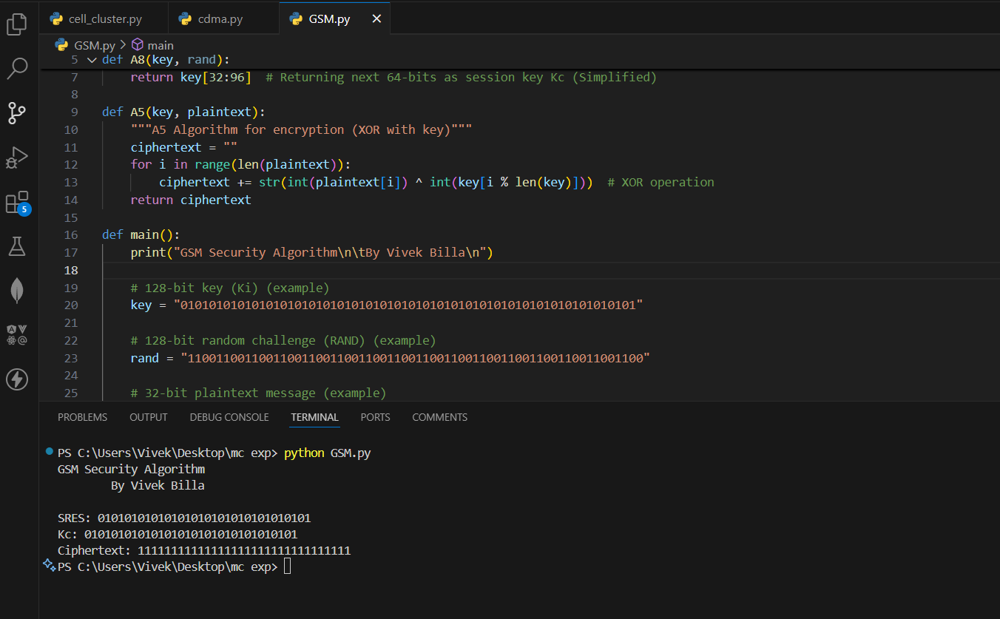 cell_cluster.py cdma.py GSM.py
GSM.py > main
5 def A8(key, rand):
7 return key[32:96] # Returning next 64-bits as session key Kc (Simplified)
8
9 def A5(key, plaintext):
10 """A5 Algorithm for encryption (XOR with key)"""
11 ciphertext = ""
12 for i in range(len(plaintext)):
13 ciphertext += str(int(plaintext[i]) ^ int(key[i % len(key)])) # XOR operation
14 return ciphertext
15
16 def main():
17 print("GSM Security Algorithm\n\tBy Vivek Billa\n")
18
19 # 128-bit key (Ki) (example)
20 key = "0101010101010101010101010101010101010101010101010101010101010101"
21
22 # 128-bit random challenge (RAND) (example)
23 rand = "1100110011001100110011001100110011001100110011001100110011001100"
24
25 # 32-bit plaintext message (example)
5
PROBLEMS OUTPUT DEBUG CONSOLE TERMINAL PORTS COMMENTS
PS C:\Users\Vivek\Desktop\mc exp> python GSM.py
GSM Security Algorithm
By Vivek Billa
SRES: 01010101010101010101010101010101
Kc: 01010101010101010101010101010101
Ciphertext: 11111111111111111111111111111111
PS C:\Users\Vivek\Desktop\mc exp>